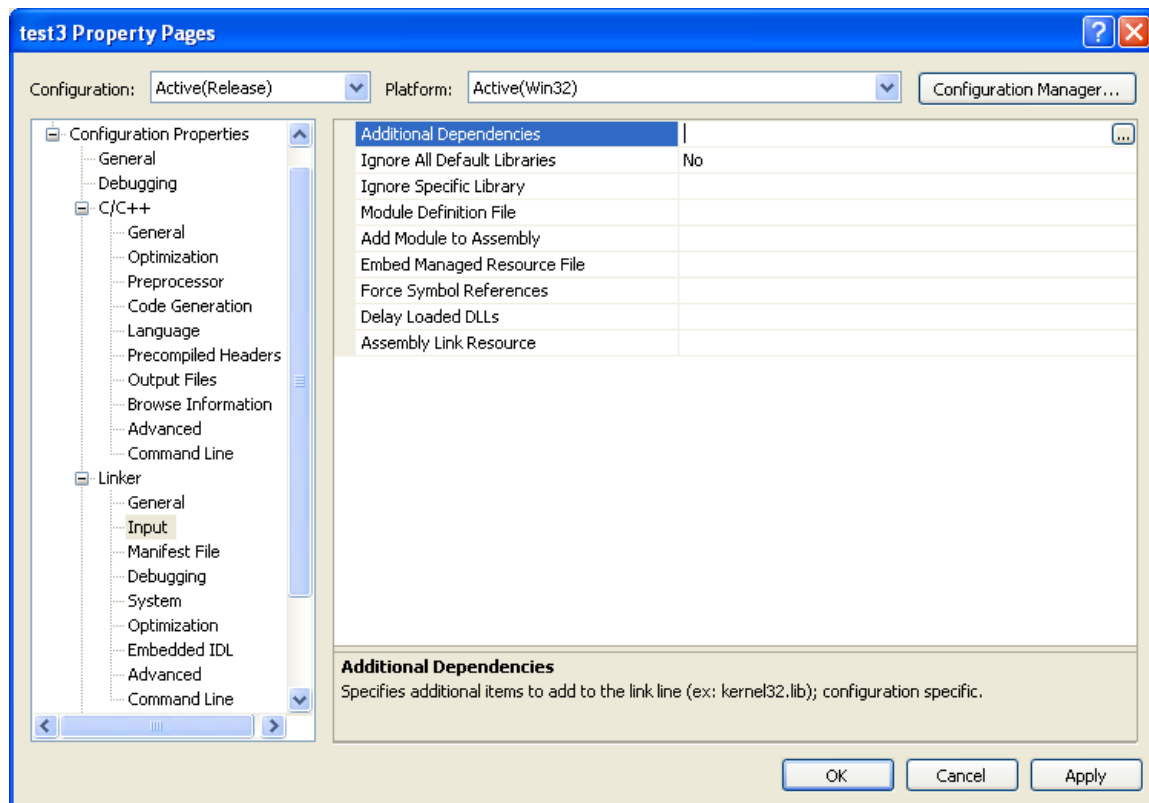 test3 Property Pages
Configuration: Active(Release) Platform: Active(Win32) Configuration Manager...
Configuration Properties
General
Debugging
C/C++
General
Optimization
Preprocessor
Code Generation
Language
Precompiled Headers
Output Files
Browse Information
Advanced
Command Line
Linker
General
Input
Manifest File
Debugging
System
Optimization
Embedded IDL
Advanced
Command Line
Additional Dependencies ...
Ignore All Default Libraries No
Ignore Specific Library
Module Definition File
Add Module to Assembly
Embed Managed Resource File
Force Symbol References
Delay Loaded DLLs
Assembly Link Resource
Additional Dependencies
Specifies additional items to add to the link line (ex: kernel32.lib); configuration specific.
OK Cancel Apply